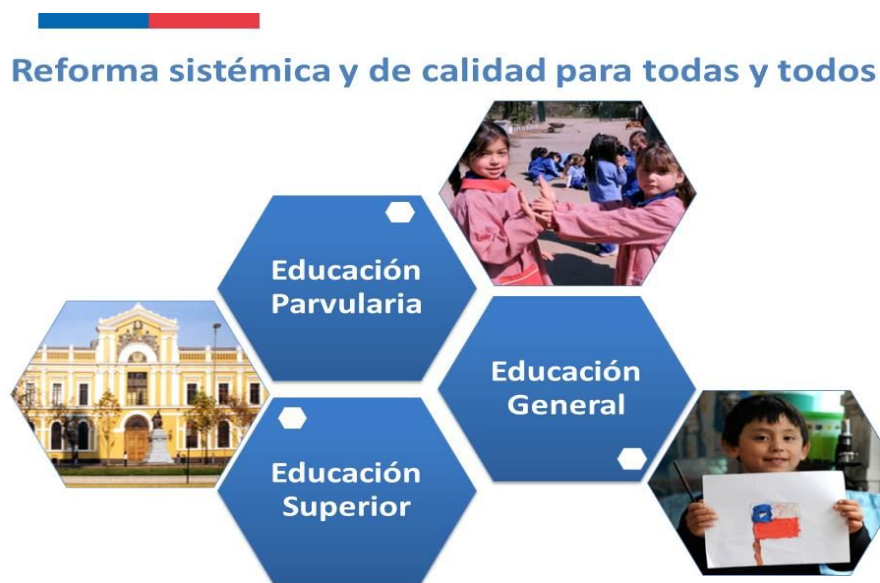 Reforma sistémica y de calidad para todas y todos
Educación
Parvularia
Educación
General
Educación
Superior